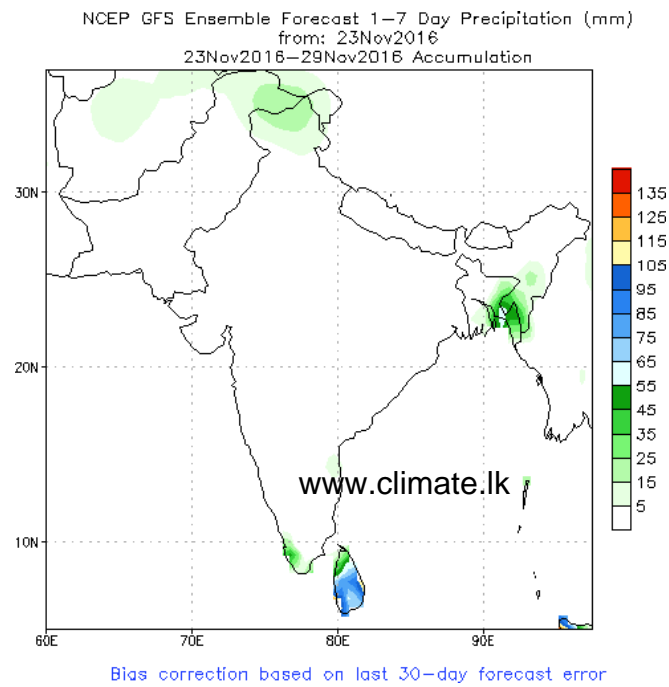 NCEP GFS Ensemble Forecast 1–7 Day Precipitation (mm)
from: 23Nov2016
23Nov2016–29Nov2016 Accumulation
30N
20N
10N
60E
70E
80E
90E
135
125
115
105
95
85
75
65
55
45
35
25
15
5
www.climate.lk
Bias correction based on last 30–day forecast error